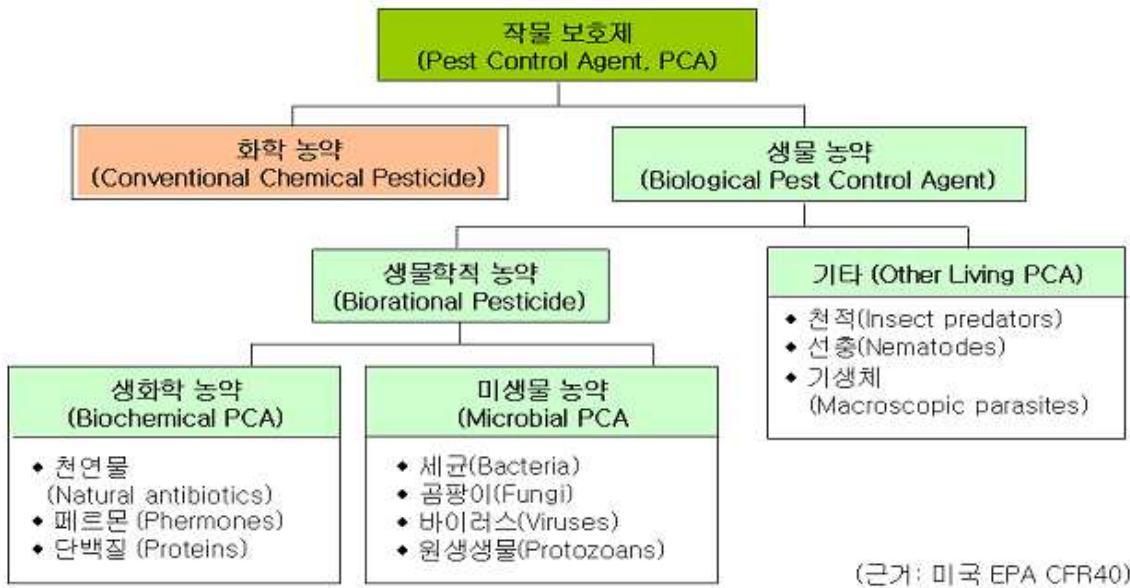 작물 보호제
(Pest Control Agent, PCA)
화학 농약
(Conventional Chemical Pesticide)
생물 농약
(Biological Pest Control Agent)
생물학적 농약
(Biorational Pesticide)
기타 (Other Living PCA)
◆ 천적(Insect predators)
◆ 선충(Nematodes)
◆ 기생체
(Macroscopic parasites)
생화학 농약
(Biochemical PCA)
◆ 천연물
(Natural antibiotics)
◆ 페르몬 (Phermones)
◆ 단백질 (Proteins)
미생물 농약
(Microbial PCA
◆ 세균(Bacteria)
◆ 곰팡이(Fungi)
◆ 바이러스(Viruses)
◆ 원생생물(Protozoans)
(근거: 미국 EPA CFR40)